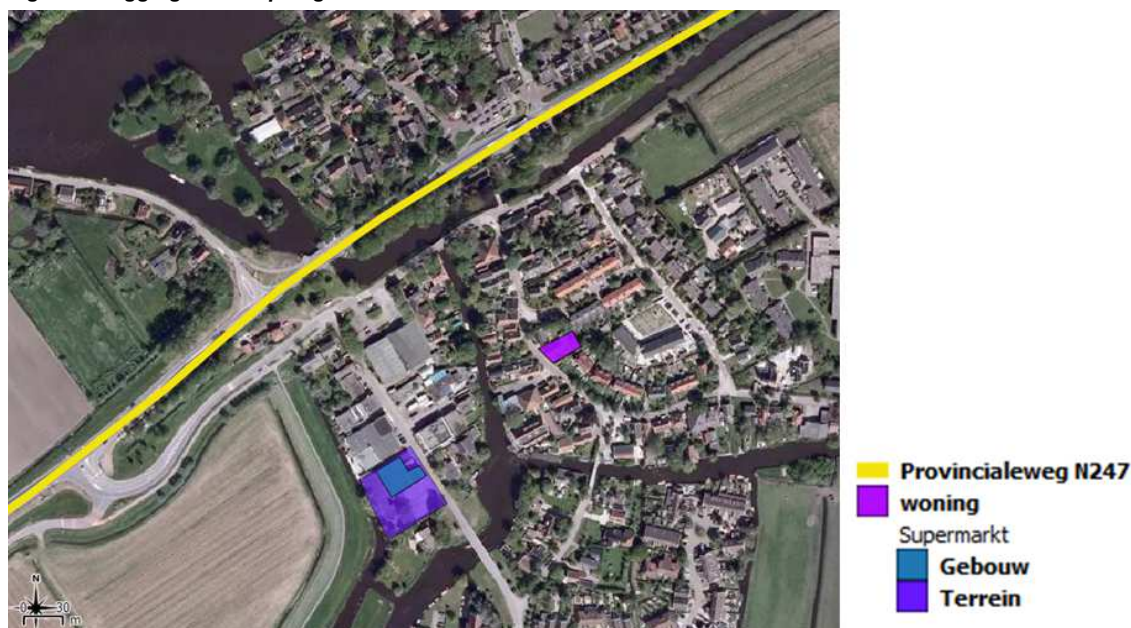 N
0 30
m
Provincialeweg N247
woning
Supermarkt
Gebouw
Terrein